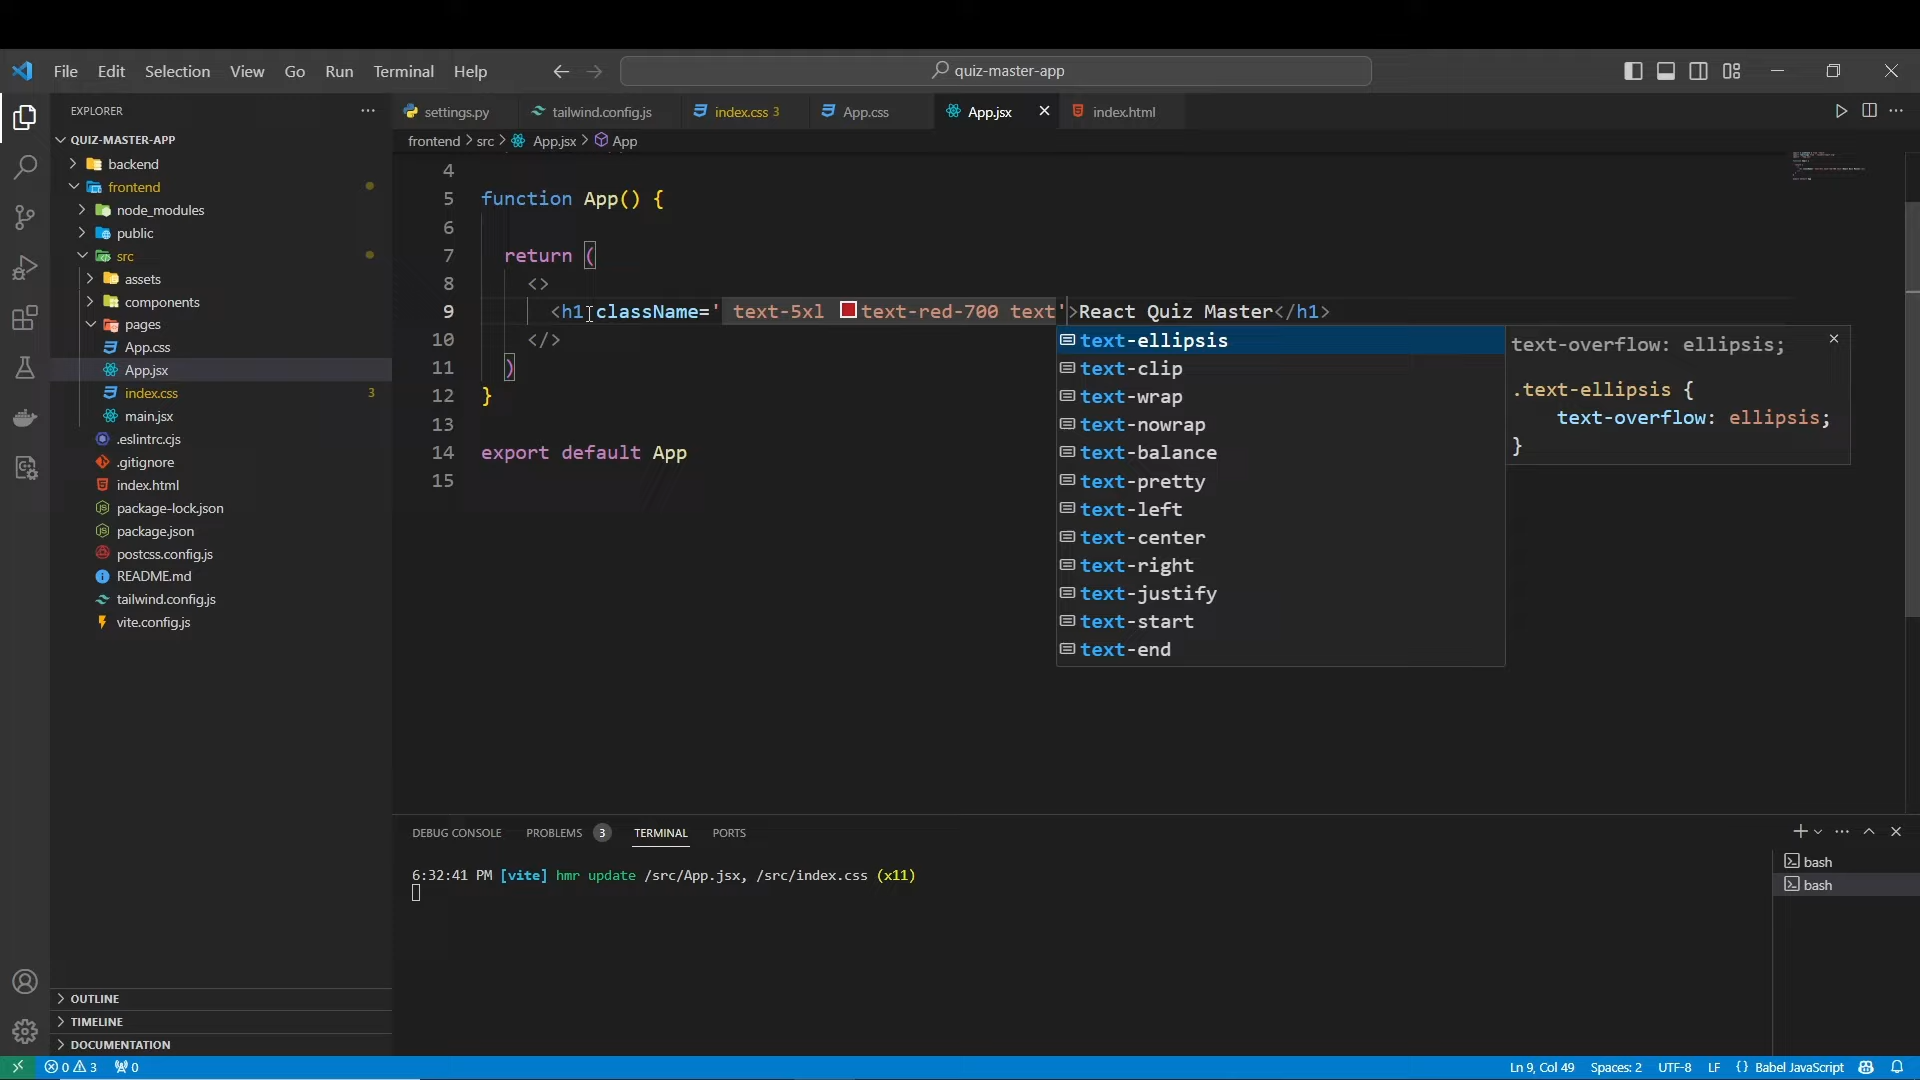 File Edit Selection View Go Run Terminal Help
quiz-master-app
EXPLORER
settings.py
tailwind.config.js
index.css 3
App.css
App.jsx
index.html
frontend > src > App.jsx > App
QUIZ-MASTER-APP
backend
frontend
node_modules
public
src
assets
components
pages
App.css
App.jsx
index.css 3
main.jsx
.eslintrc.cjs
.gitignore
index.html
package-lock.json
package.json
postcss.config.js
README.md
tailwind.config.js
vite.config.js
OUTLINE
TIMELINE
DOCUMENTATION
4
5 function App() {
6
7 return (
8 <>
9 <h1 className=' text-5xl text-red-700 text'>React Quiz Master</h1>
10 </>
11 )
12 }
13
14 export default App
15
text-ellipsis
text-clip
text-wrap
text-nowrap
text-balance
text-pretty
text-left
text-center
text-right
text-justify
text-start
text-end
text-overflow: ellipsis;
.text-ellipsis {
text-overflow: ellipsis;
}
DEBUG CONSOLE PROBLEMS 3 TERMINAL PORTS
6:32:41 PM [vite] hmr update /src/App.jsx, /src/index.css (x11)
bash
bash
0 3 0
Ln 9, Col 49 Spaces: 2 UTF-8 LF {} Babel JavaScript